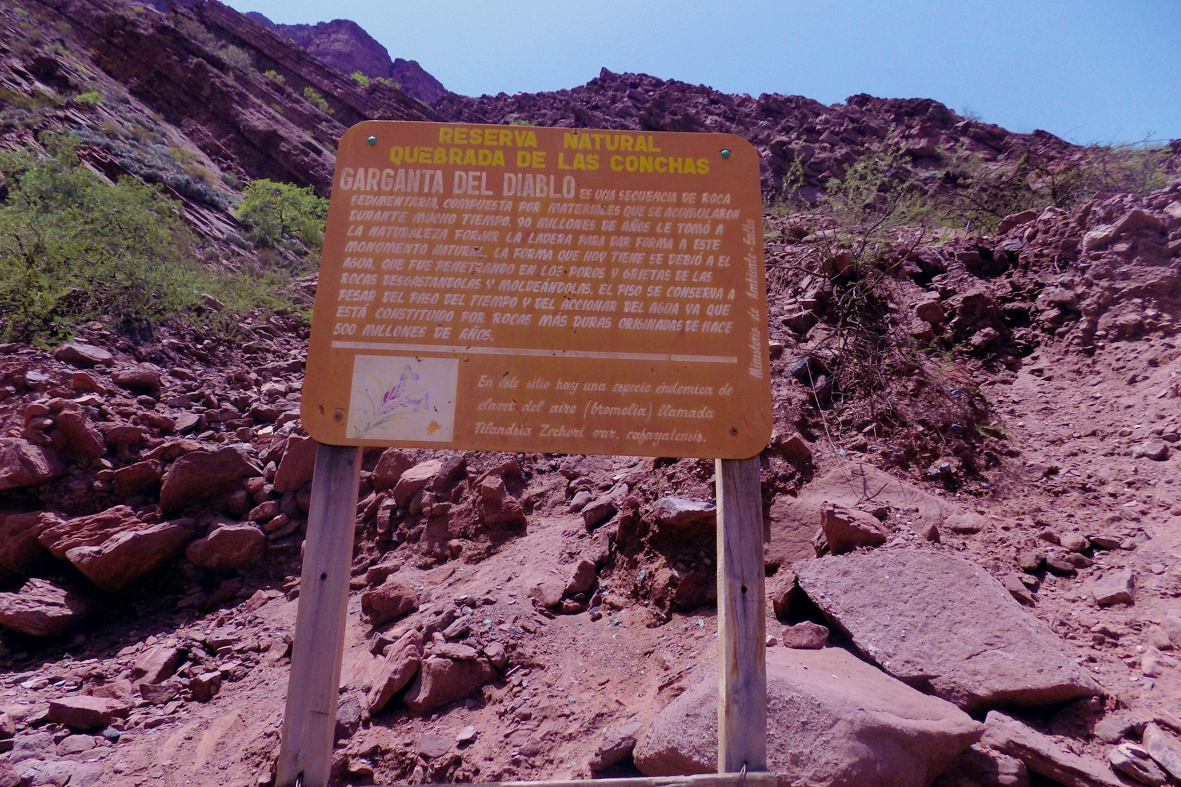 RESERVA NATURAL
QUEBRADA DE LAS CONCHAS
GARGANTA DEL DIABLO ES UNA SECUENCIA DE ROCA
SEDIMENTARIA, COMPUESTA POR MATERIALES QUE SE ACUMULARON
DURANTE MUCHO TIEMPO. 90 MILLONES DE AÑOS LE TOMÓ A
LA NATURALEZA FORJAR LA LADERA PARA DAR FORMA A ESTE
MONUMENTO NATURAL. LA FORMA QUE HOY TIENE SE DEBIÓ A EL
AGUA, QUE FUE PENETRANDO EN LOS POROS Y GRIETAS DE LAS
ROCAS DESGASTANDOLAS Y MOLDEÁNDOLAS. EL PISO SE CONSERVA A
PESAR DEL PASO DEL TIEMPO Y DEL ACCIONAR DEL AGUA YA QUE
ESTÁ CONSTITUIDO POR ROCAS MÁS DURAS ORIGINADAS DE HACE
500 MILLONES DE AÑOS.
Ministerio de Ambiente-Salta
En este sitio hay una especie éndemica de
clavel del aire (bromelia) llamada
Tilandsia Zecheri var. cafayatensis.